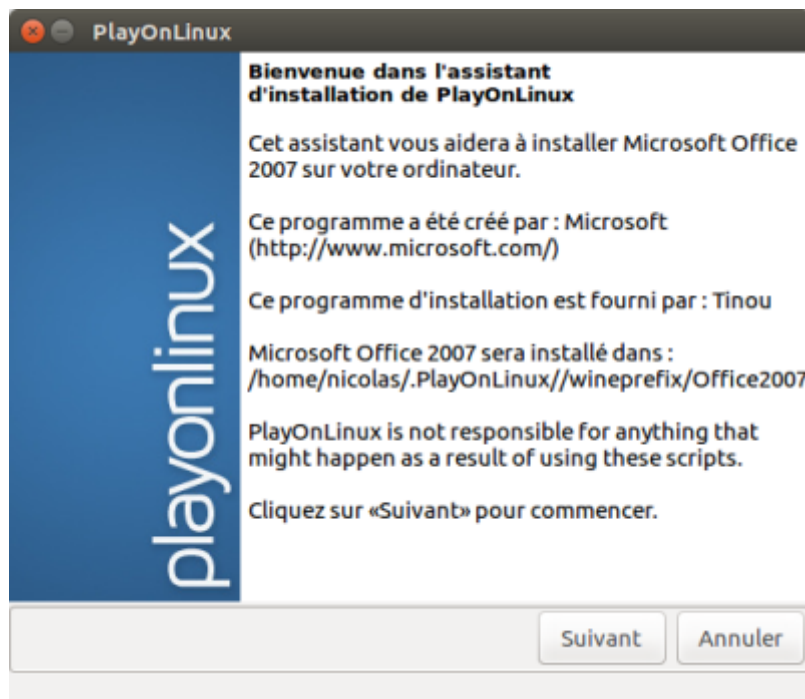 PlayOnLinux
Bienvenue dans l'assistant
d'installation de PlayOnLinux
Cet assistant vous aidera à installer Microsoft Office
2007 sur votre ordinateur.
Ce programme a été créé par : Microsoft
(http://www.microsoft.com/)
Ce programme d'installation est fourni par : Tinou
Microsoft Office 2007 sera installé dans :
/home/nicolas/.PlayOnLinux//wineprefix/Office2007
PlayOnLinux is not responsible for anything that
might happen as a result of using these scripts.
Cliquez sur «Suivant» pour commencer.
playonlinux
Suivant
Annuler